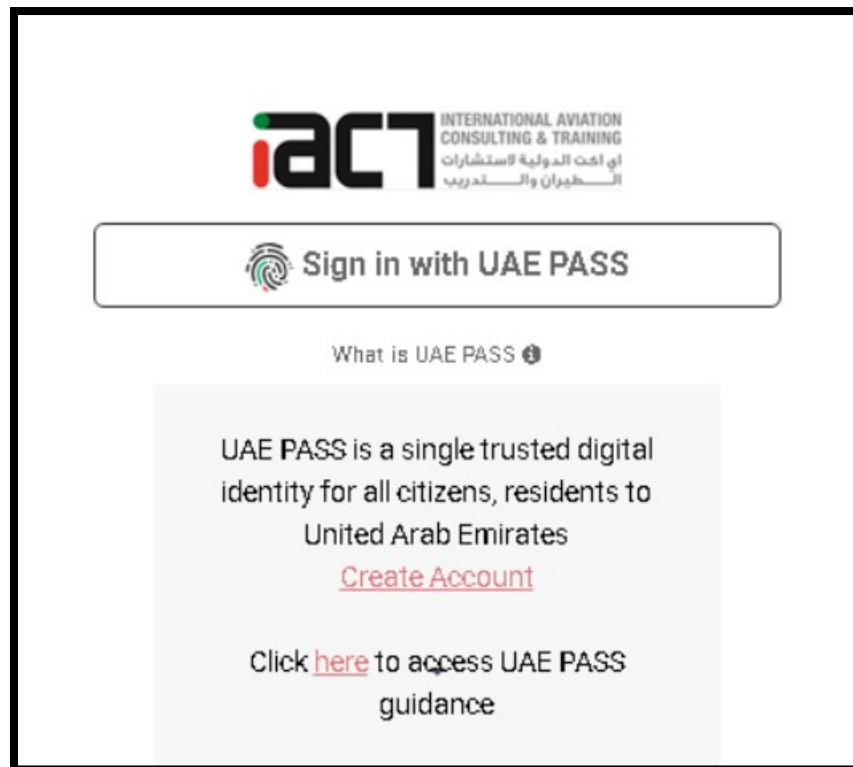 iact
INTERNATIONAL AVIATION
CONSULTING & TRAINING
اي اكت الدولية لاستشارات
الـــطيران والـــــتدريب
Sign in with UAE PASS
What is UAE PASS
UAE PASS is a single trusted digital
identity for all citizens, residents to
United Arab Emirates
Create Account
Click here to access UAE PASS
guidance